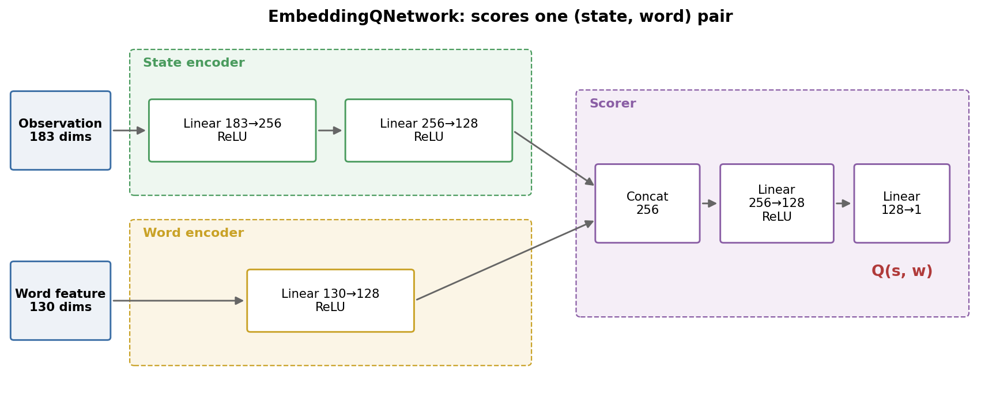 EmbeddingQNetwork: scores one (state, word) pair
State encoder
Observation
183 dims
Linear 183→256
ReLU
Linear 256→128
ReLU
Word encoder
Word feature
130 dims
Linear 130→128
ReLU
Scorer
Concat
256
Linear
256→128
ReLU
Linear
128→1
Q(s, w)